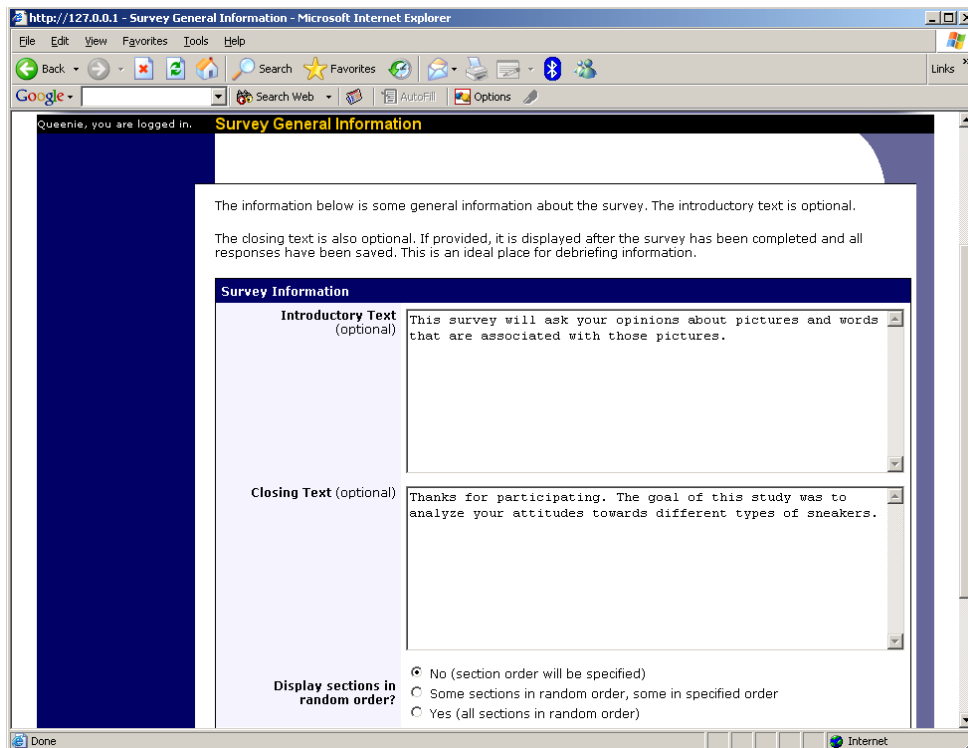 http://127.0.0.1 - Survey General Information - Microsoft Internet Explorer
File Edit View Favorites Tools Help
Back Search Favorites Links »
Google Search Web AutoFill Options
Queenie, you are logged in. Survey General Information
The information below is some general information about the survey. The introductory text is optional.
The closing text is also optional. If provided, it is displayed after the survey has been completed and all
responses have been saved. This is an ideal place for debriefing information.
Survey Information
Introductory Text
(optional)
This survey will ask your opinions about pictures and words
that are associated with those pictures.
Closing Text (optional)
Thanks for participating. The goal of this study was to
analyze your attitudes towards different types of sneakers.
Display sections in
random order?
No (section order will be specified)
Some sections in random order, some in specified order
Yes (all sections in random order)
Done Internet